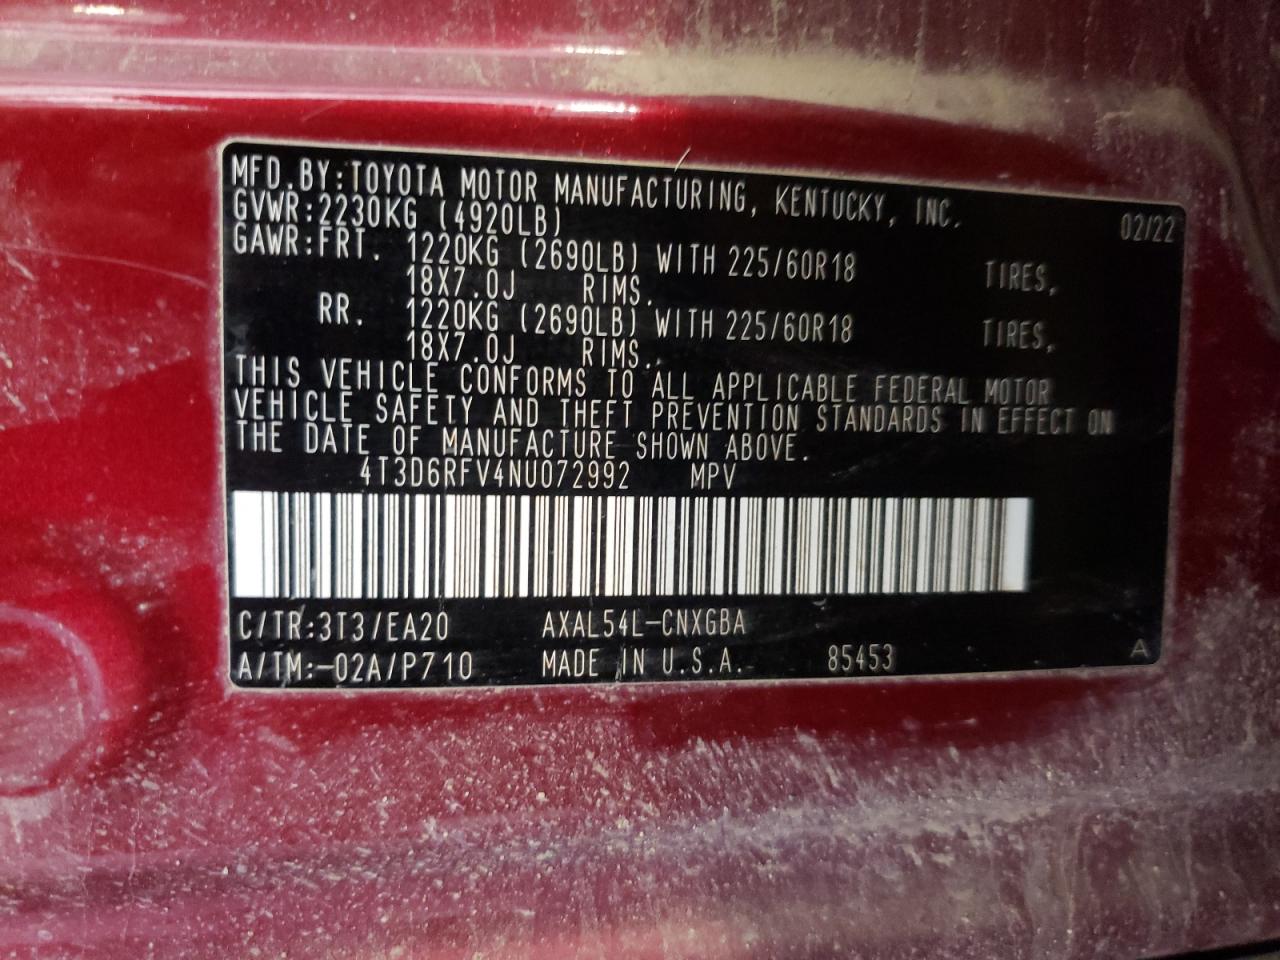 MFD.BY:TOYOTA MOTOR MANUFACTURING, KENTUCKY, INC. 02/22
GVWR:2230KG (4920LB)
GAWR:FRT. 1220KG (2690LB) WITH 225/60R18 TIRES,
18X7.0J RIMS.
RR. 1220KG (2690LB) WITH 225/60R18 TIRES,
18X7.0J RIMS.
THIS VEHICLE CONFORMS TO ALL APPLICABLE FEDERAL MOTOR
VEHICLE SAFETY AND THEFT PREVENTION STANDARDS IN EFFECT ON
THE DATE OF MANUFACTURE SHOWN ABOVE.
4T3D6RFV4NU072992 MPV
C/TR:3T3/EA20 AXAL54L-CNXGBA
A/TM:-02A/P710 MADE IN U.S.A. 85453 A